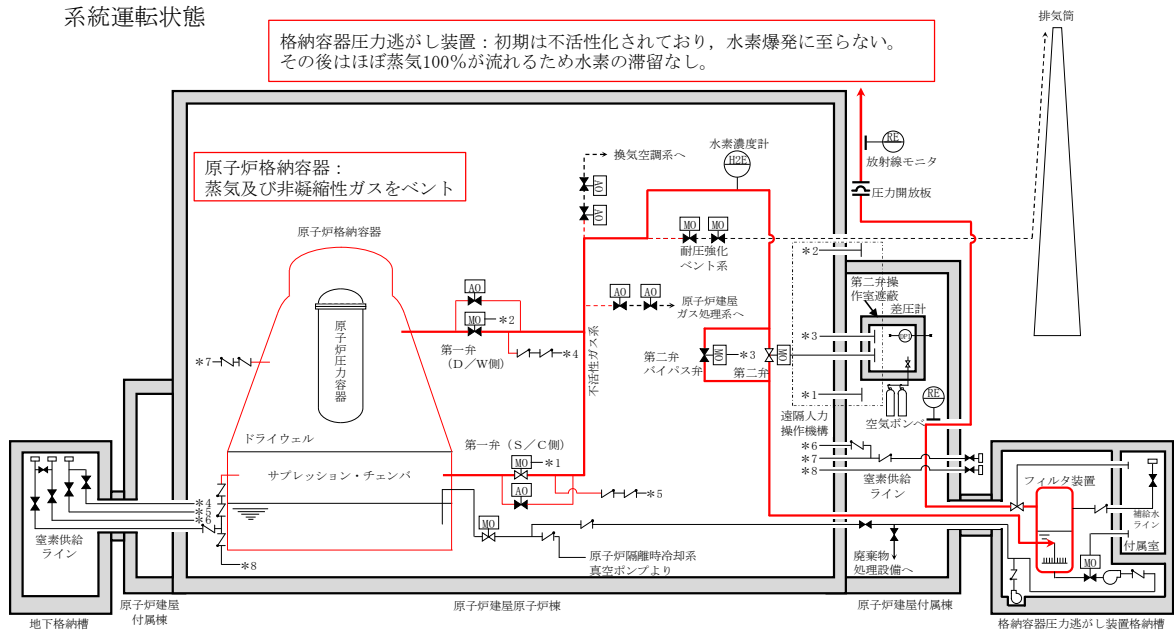 系統運転状態
格納容器圧力逃がし装置：初期は不活性化されており，水素爆発に至らない。
その後はほぼ蒸気100％が流れるため水素の滞留なし。
排気筒
原子炉格納容器：
蒸気及び非凝縮性ガスをベント
換気空調系へ
水素濃度計
H2E
RE
放射線モニタ
圧力開放板
AO
AO
原子炉格納容器
MO
MO
耐圧強化
ベント系
＊2
第二弁操
作室遮蔽
差圧計
DPI
AO
MO
＊2
AO
AO
原子炉建屋
ガス処理系へ
原子炉圧力容器
＊7
第一弁
（D／W側）
＊4
不活性ガス系
第二弁
バイパス弁
MO
＊3
第二弁
MO
＊3
＊1
RE
空気ボンベ
遠隔人力
操作機構
ドライウェル
第一弁（S／C側）
MO
＊1
サプレッション・チェンバ
AO
＊5
＊6
＊7
＊8
窒素供給
ライン
フィルタ装置
補給水
ライン
付属室
MO
＊4
＊5
＊6
窒素供給
ライン
＊8
MO
原子炉隔離時冷却系
真空ポンプより
廃棄物
処理設備へ
原子炉建屋
付属棟
原子炉建屋原子炉棟
原子炉建屋付属棟
地下格納槽
格納容器圧力逃がし装置格納槽